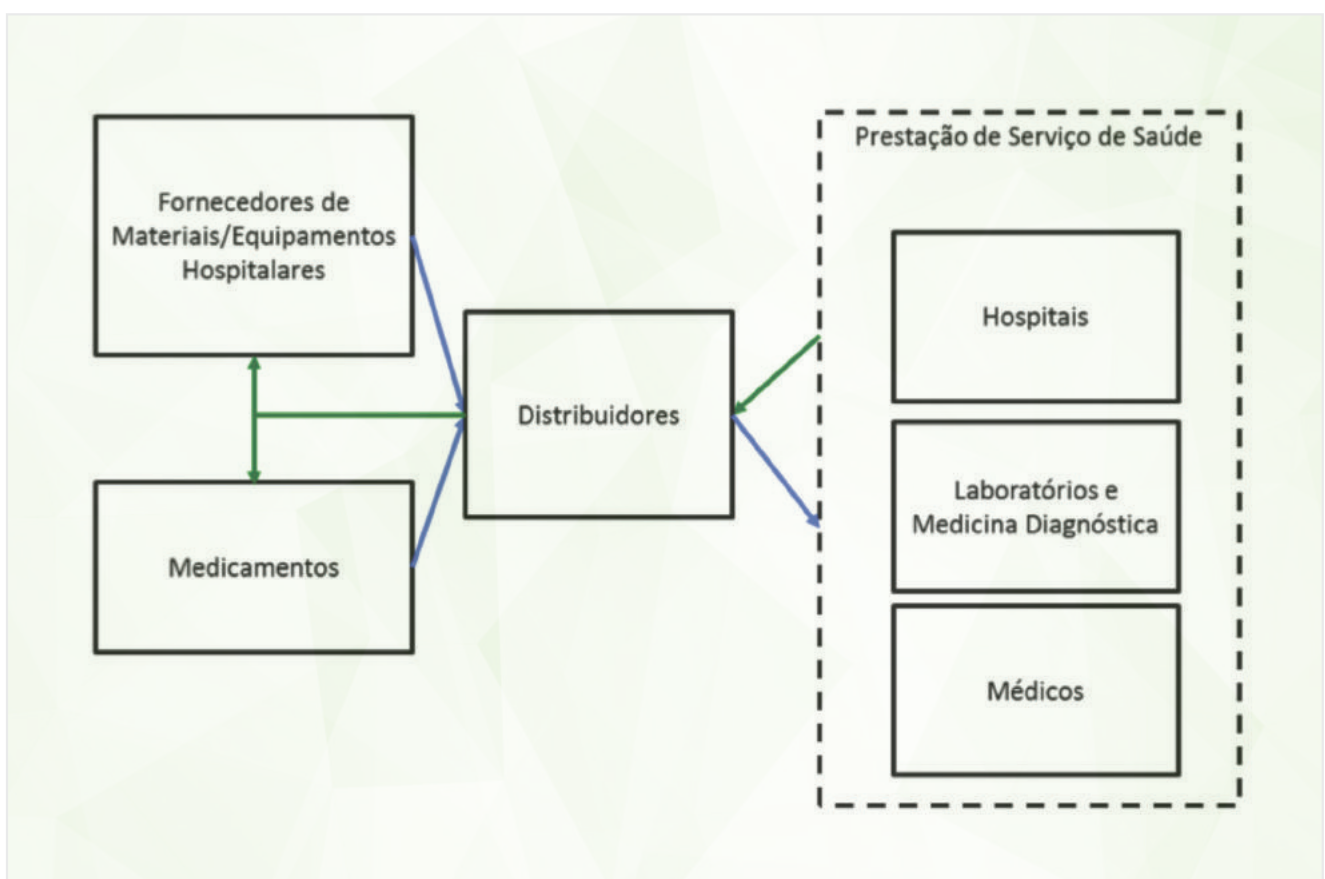 Fornecedores de
Materiais/Equipamentos
Hospitalares
Medicamentos
Distribuidores
Prestação de Serviço de Saúde
Hospitais
Laboratórios e
Medicina Diagnóstica
Médicos